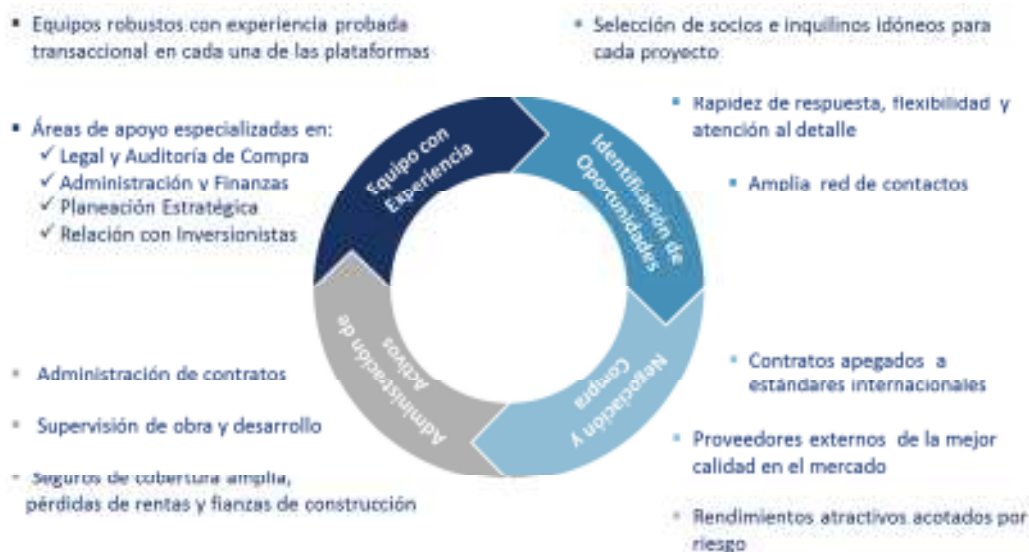 Equipos robustos con experiencia probada
transaccional en cada una de las plataformas
Áreas de apoyo especializadas en:
✓ Legal y Auditoría de Compra
✓ Administración y Finanzas
✓ Planeación Estratégica
✓ Relación con Inversionistas
Selección de socios e inquilinos idóneos para
cada proyecto
Rapidez de respuesta, flexibilidad y
atención al detalle
Amplia red de contactos
Equipo con
Experiencia
Identificación de
Oportunidades
Negociación y
Compra
Administración de
Activos
Contratos apegados a
estándares internacionales
Proveedores externos de la mejor
calidad en el mercado
Rendimientos atractivos acotados por
riesgo
Administración de contratos
Supervisión de obra y desarrollo
Seguros de cobertura amplia,
pérdidas de rentas y fianzas de construcción